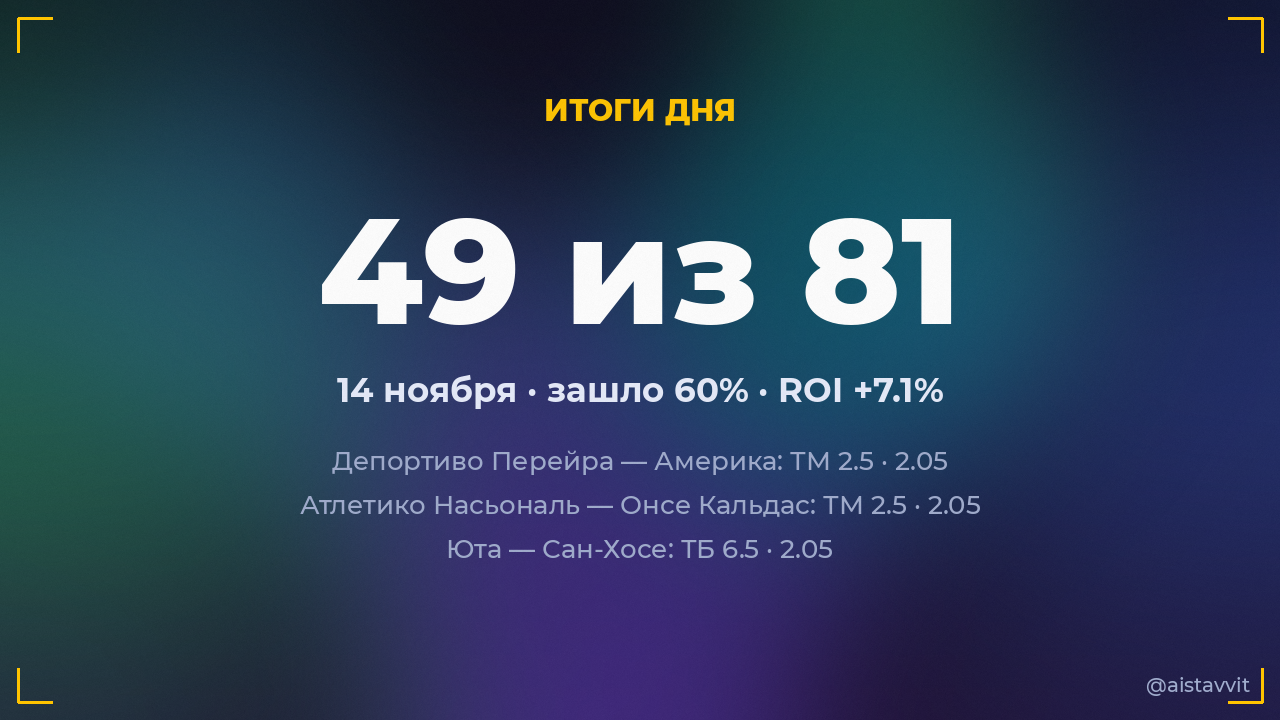 ИТОГИ ДНЯ
49 из 81
14 ноября · зашло 60% · ROI +7.1%
Депортиво Перейра — Америка: ТМ 2.5 · 2.05
Атлетико Насьональ — Онсе Кальдас: ТМ 2.5 · 2.05
Юта — Сан-Хосе: ТБ 6.5 · 2.05
@aistavvit